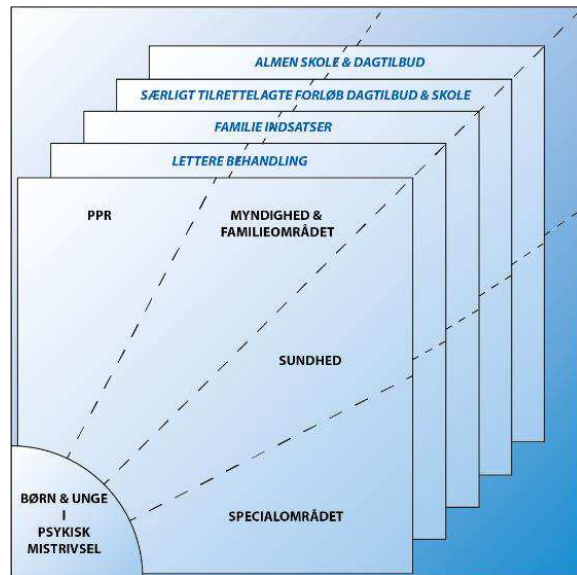 ALMEN SKOLE & DAGTILBUD
SÆRLIGT TILRETTELAGTE FORLØB DAGTILBUD & SKOLE
FAMILIE INDSATSER
LETTERE BEHANDLING
PPR
MYNDIGHED &
FAMILIEOMRÅDET
SUNDHED
SPECIALOMRÅDET
BØRN & UNGE
I
PSYKISK
MISTRIVSEL